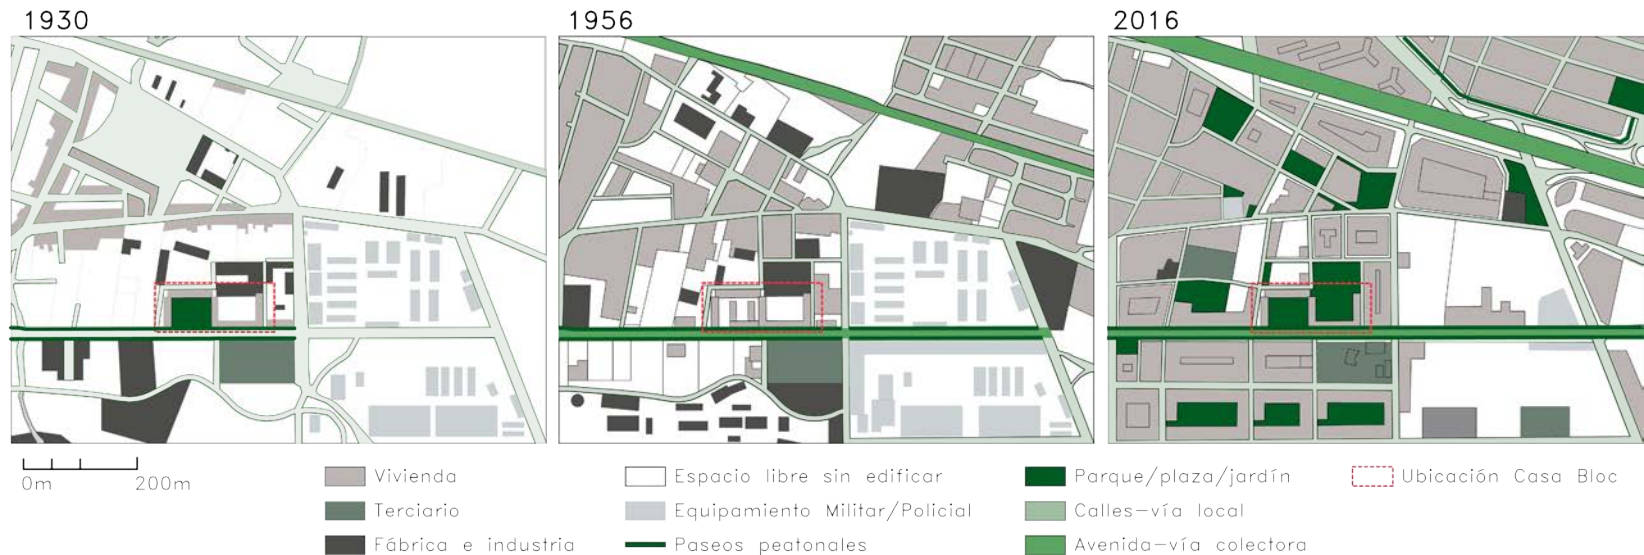 1930
1956
2016
0m 200m
Vivienda
Terciario
Fábrica e industria
Espacio libre sin edificar
Equipamiento Militar/Policial
Paseos peatonales
Parque/plaza/jardín
Calles-vía local
Avenida-vía colectora
Ubicación Casa Bloc